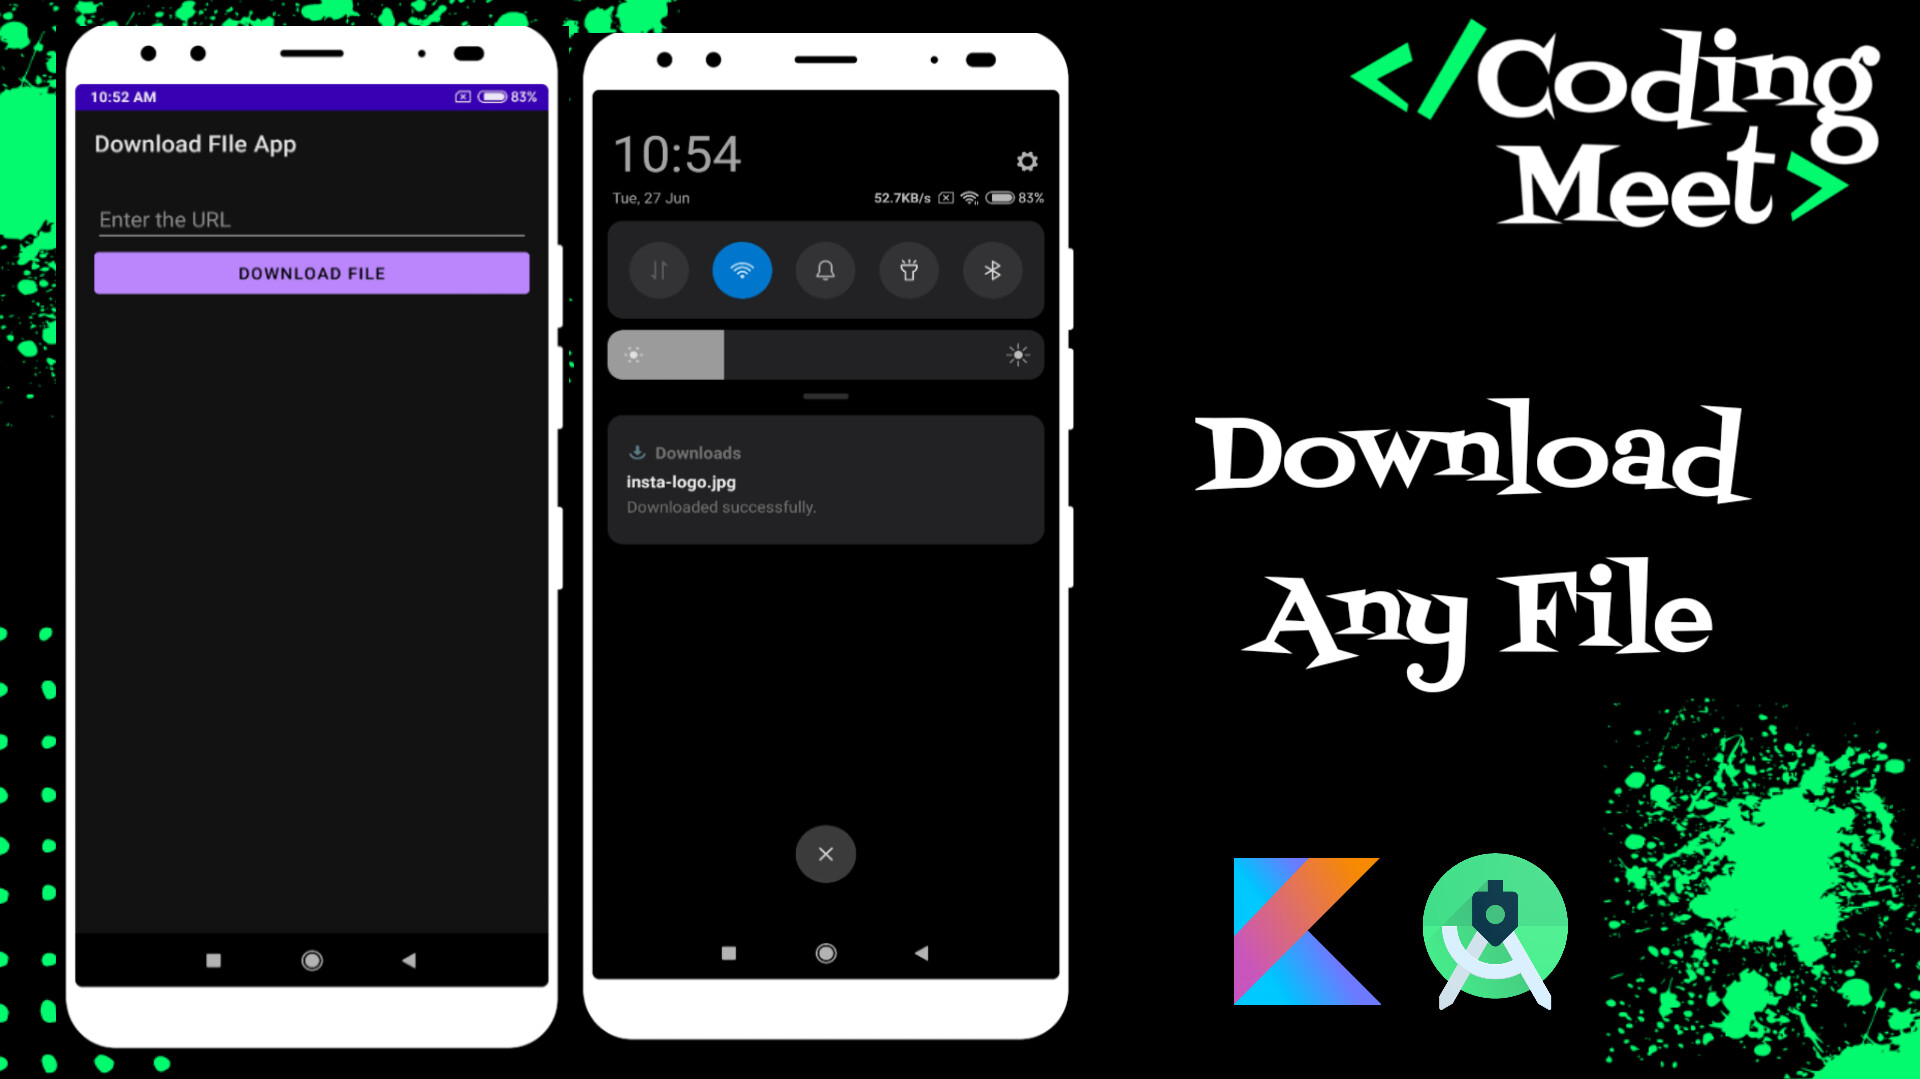 10:52 AM
83%
Download FIle App
Enter the URL
DOWNLOAD FILE
10:54
Tue, 27 Jun
52.7KB/s
83%
Downloads
insta-logo.jpg
Downloaded successfully.
</Coding
Meet>
Download
Any File